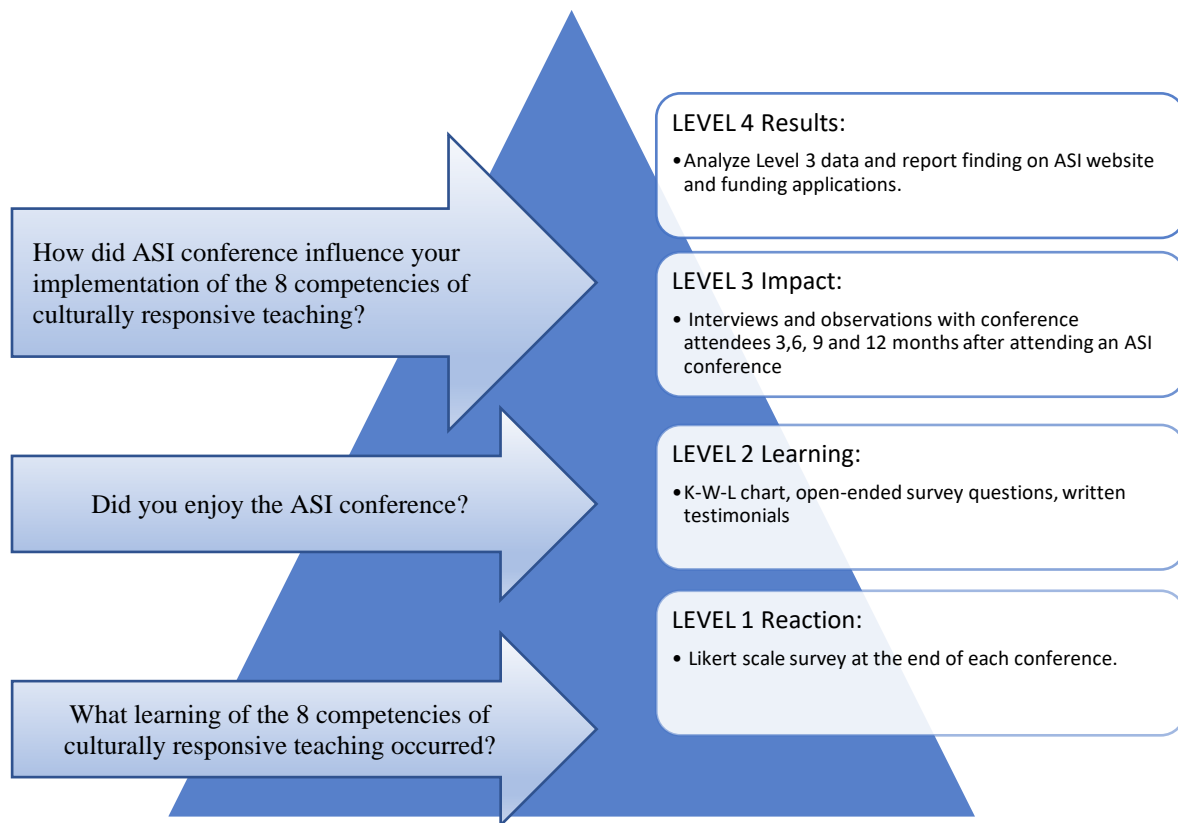 How did ASI conference influence your
implementation of the 8 competencies of
culturally responsive teaching?
Did you enjoy the ASI conference?
What learning of the 8 competencies of
culturally responsive teaching occurred?
LEVEL 4 Results:
•Analyze Level 3 data and report finding on ASI website
and funding applications.
LEVEL 3 Impact:
• Interviews and observations with conference
attendees 3,6, 9 and 12 months after attending an ASI
conference
LEVEL 2 Learning:
•K-W-L chart, open-ended survey questions, written
testimonials
LEVEL 1 Reaction:
• Likert scale survey at the end of each conference.